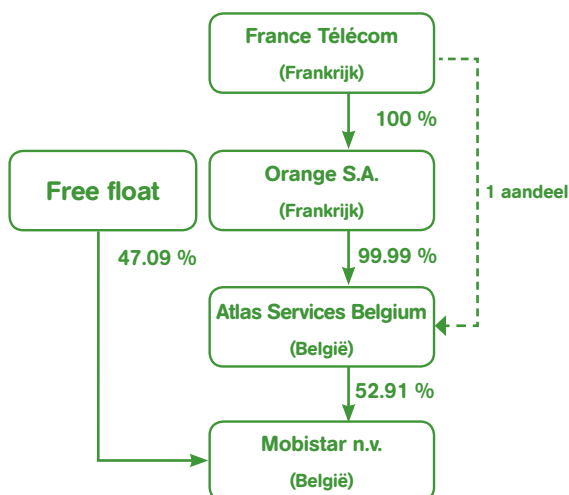 France Télécom
(Frankrijk)
100 %
Orange S.A.
(Frankrijk)
Free float
1 aandeel
47.09 %
99.99 %
Atlas Services Belgium
(België)
52.91 %
Mobistar n.v.
(België)